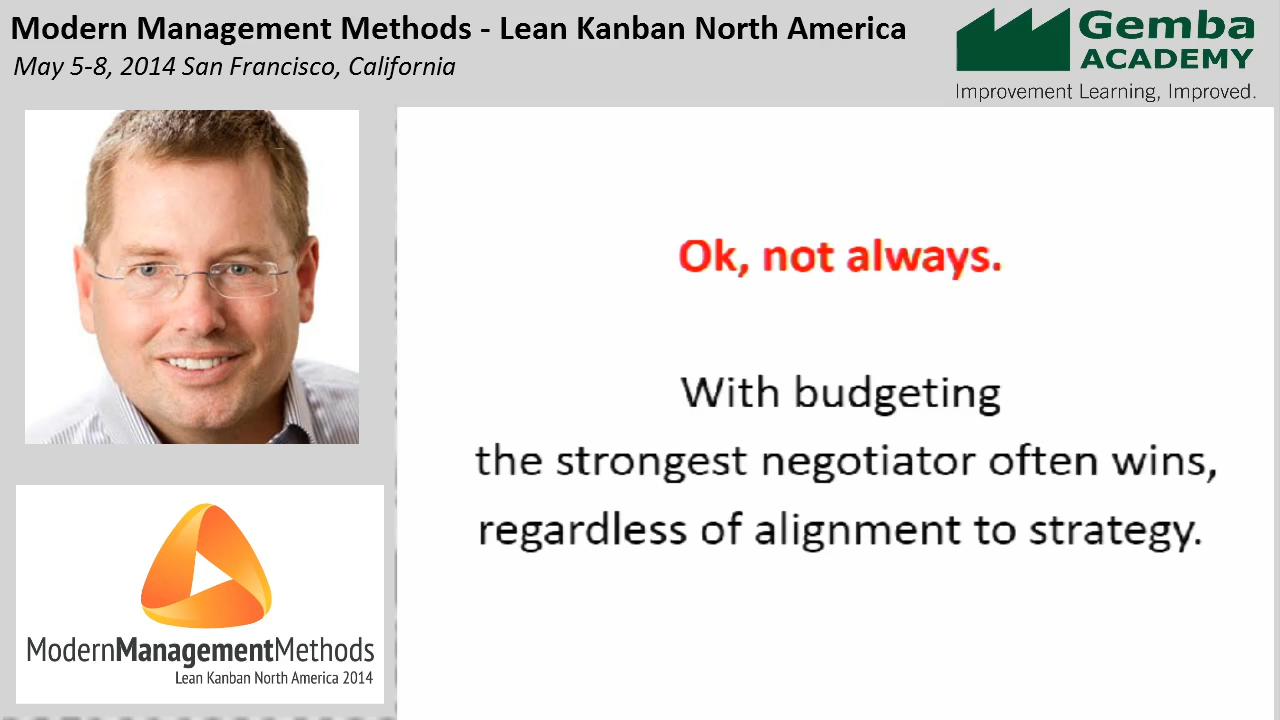 Modern Management Methods - Lean Kanban North America
May 5-8, 2014 San Francisco, California
Gemba
ACADEMY
Improvement Learning, Improved.
Ok, not always.
With budgeting
the strongest negotiator often wins,
regardless of alignment to strategy.
ModernManagementMethods
Lean Kanban North America 2014